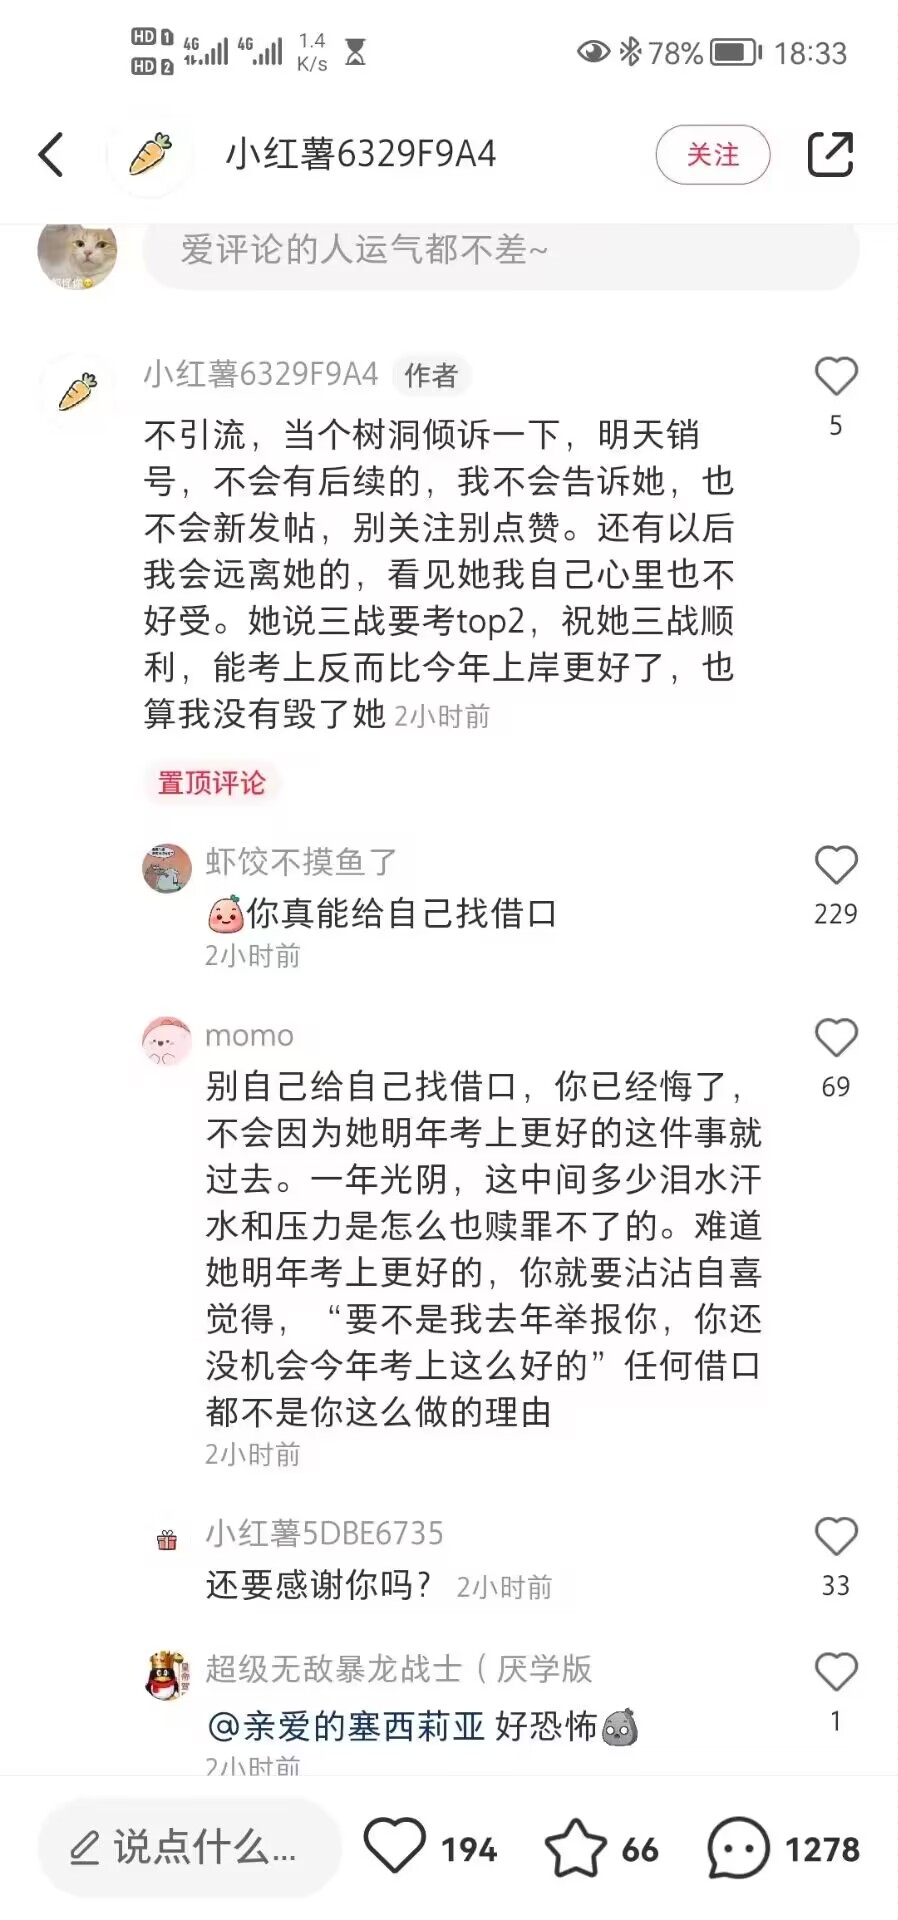 HD 1 4G 4G 1.4 78% 18:33
HD 2 K/s
小红薯6329F9A4 关注
爱评论的人运气都不差~
小红薯6329F9A4 作者
不引流，当个树洞倾诉一下，明天销
号，不会有后续的，我不会告诉她，也
不会新发帖，别关注别点赞。还有以后
我会远离她的，看见她我自己心里也不
好受。她说三战要考top2，祝她三战顺
利，能考上反而比今年上岸更好了，也
算我没有毁了她 2小时前
5
置顶评论
虾饺不摸鱼了
你真能给自己找借口
2小时前
229
momo
别自己给自己找借口，你已经悔了，
不会因为她明年考上更好的这件事就
过去。一年光阴，这中间多少泪水汗
水和压力是怎么也赎罪不了的。难道
她明年考上更好的，你就要沾沾自喜
觉得，“要不是我去年举报你，你还
没机会今年考上这么好的”任何借口
都不是你这么做的理由
2小时前
69
小红薯5DBE6735
还要感谢你吗？ 2小时前
33
超级无敌暴龙战士（厌学版
@亲爱的塞西莉亚 好恐怖
2小时前
1
说点什么... 194 66 1278